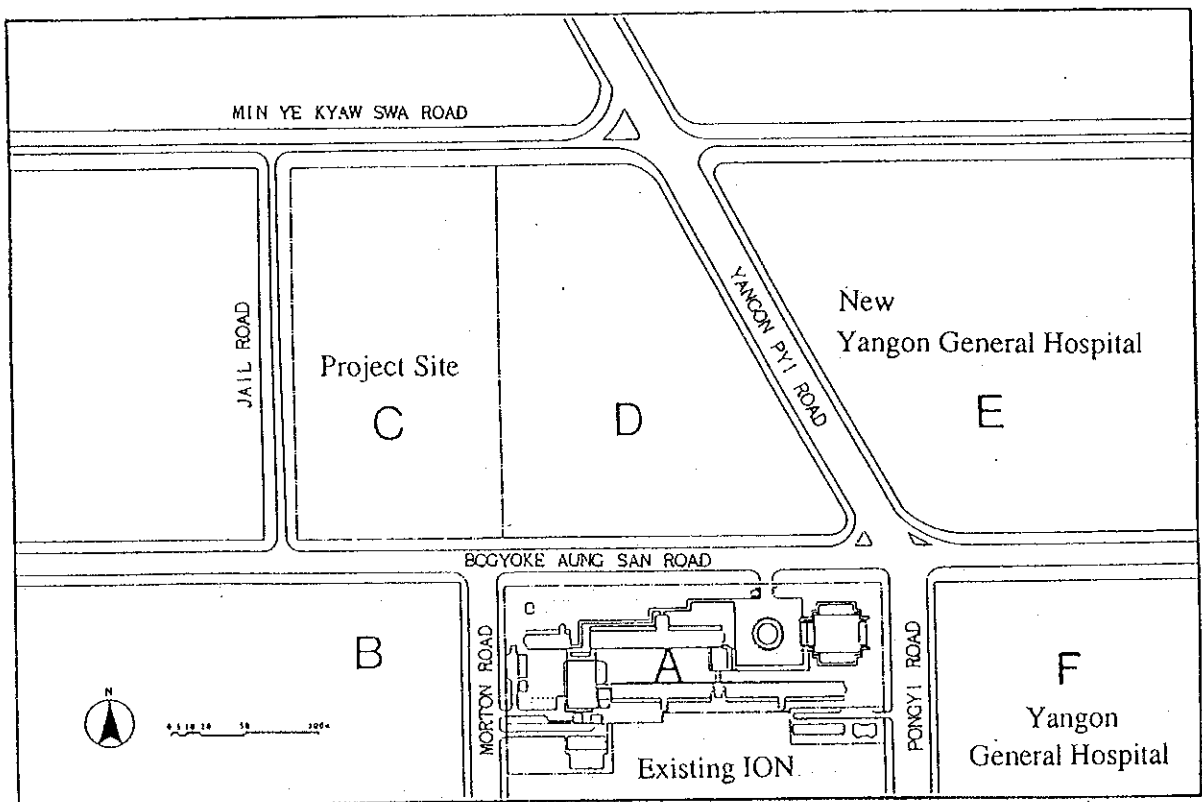 MIN YE KYAW SWA ROAD
JAIL ROAD
Project Site
C
D
YANGON PYI ROAD
New
Yangon General Hospital
E
BOGYOKE AUNG SAN ROAD
B
N
MORTON ROAD
A
Existing ION
PONGYI ROAD
F
Yangon
General Hospital